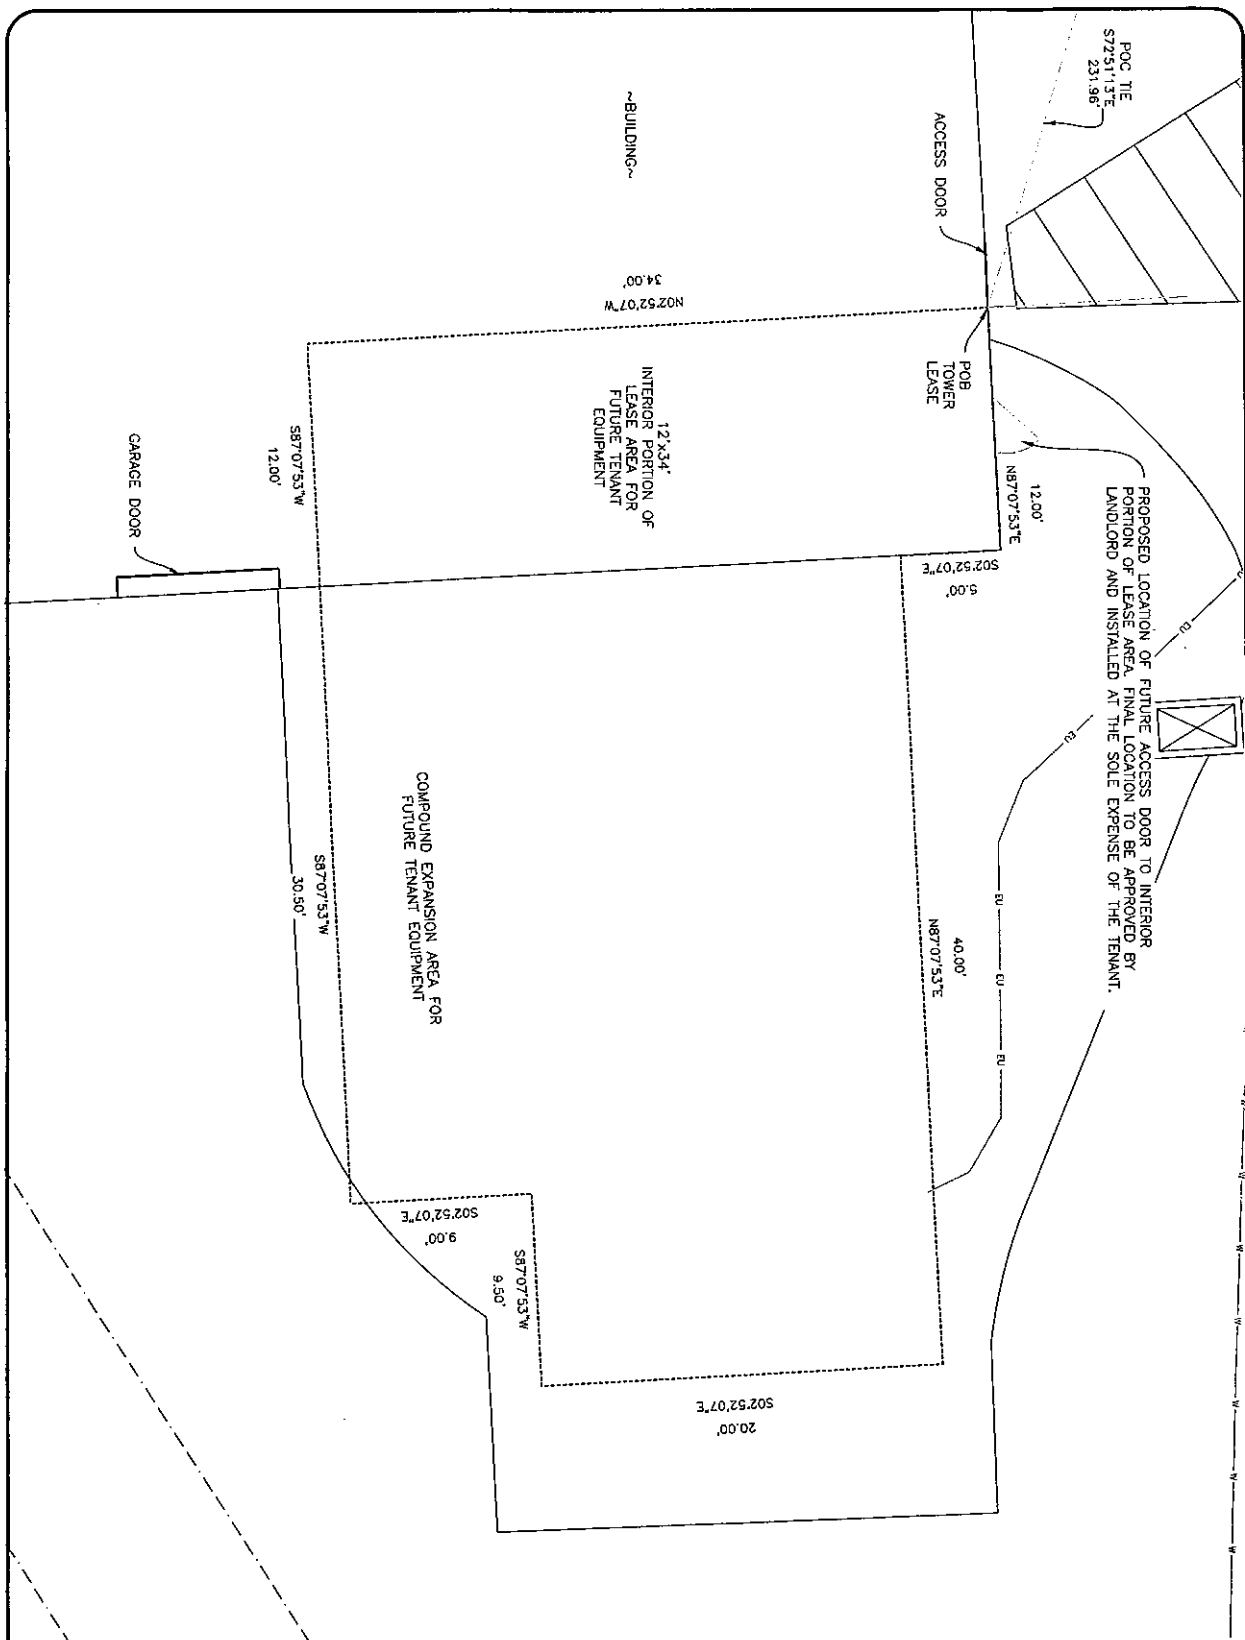 POC TIE
S72°51'13"E
231.96'
ACCESS DOOR
~BUILDING~
N02°52'07"W
34.00'
POB
TOWER
LEASE
12'x34'
INTERIOR PORTION OF
LEASE AREA FOR
FUTURE TENANT
EQUIPMENT
S87°07'53"W
12.00'
GARAGE DOOR
12.00'
N87°07'53"E
S02°52'07"E
5.00'
PROPOSED LOCATION OF FUTURE ACCESS DOOR TO INTERIOR
PORTION OF LEASE AREA. FINAL LOCATION TO BE APPROVED BY
LANDLORD AND INSTALLED AT THE SOLE EXPENSE OF THE TENANT.
EU
EU
EU
EU
EU
40.00'
N87°07'53"E
COMPOUND EXPANSION AREA FOR
FUTURE TENANT EQUIPMENT
S87°07'53"W
30.50'
S02°52'07"E
9.00'
S87°07'53"W
9.50'
S02°52'07"E
20.00'
W
W
W
W
W
W
W